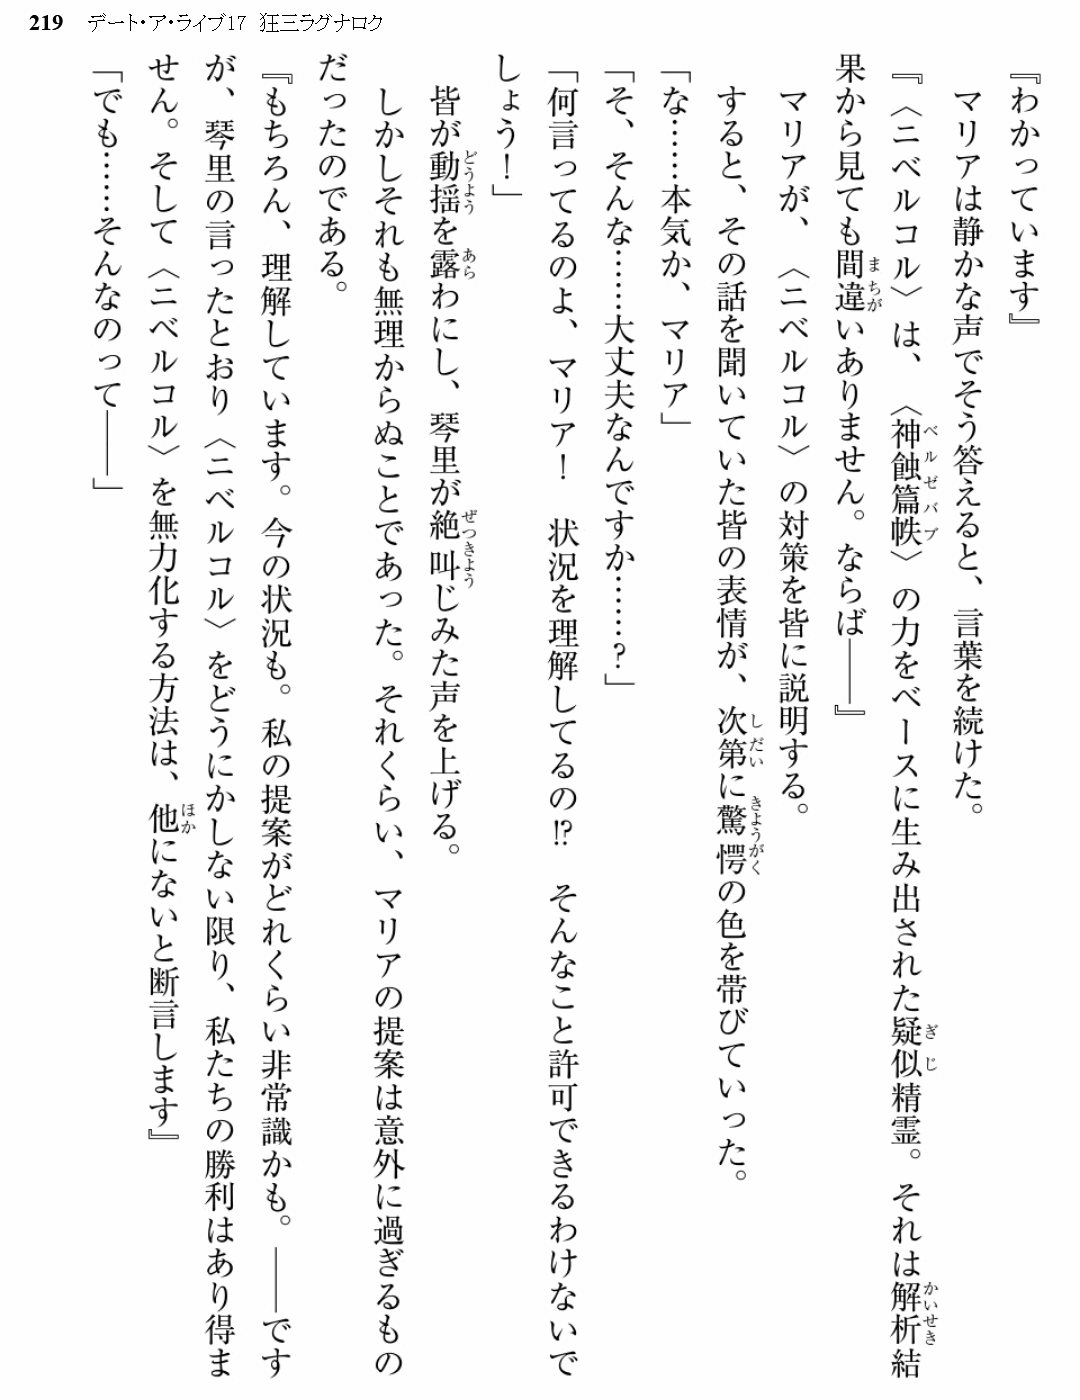 219 デート・ア・ライブ17 狂三ラグナロク
『わかっています』
マリアは静かな声でそう答えると、言葉を続けた。
『〈ニベルコル〉は、〈神蝕篇帙〉の力をベースに生み出された疑似精霊。それは解析結
果から見ても間違いありません。ならば――』
マリアが、〈ニベルコル〉の対策を皆に説明する。
すると、その話を聞いていた皆の表情が、次第に驚愕の色を帯びていった。
「な……本気か、マリア」
「そ、そんな……大丈夫なんですか……?」
「何言ってるのよ、マリア! 状況を理解してるの!? そんなこと許可できるわけないで
しょう!」
皆が動揺を露わにし、琴里が絶叫じみた声を上げる。
しかしそれも無理からぬことであった。それくらい、マリアの提案は意外に過ぎるもの
だったのである。
『もちろん、理解しています。今の状況も。私の提案がどれくらい非常識かも。――です
が、琴里の言ったとおり〈ニベルコル〉をどうにかしない限り、私たちの勝利はあり得ま
せん。そして〈ニベルコル〉を無力化する方法は、他にないと断言します』
「でも……そんなのって――」